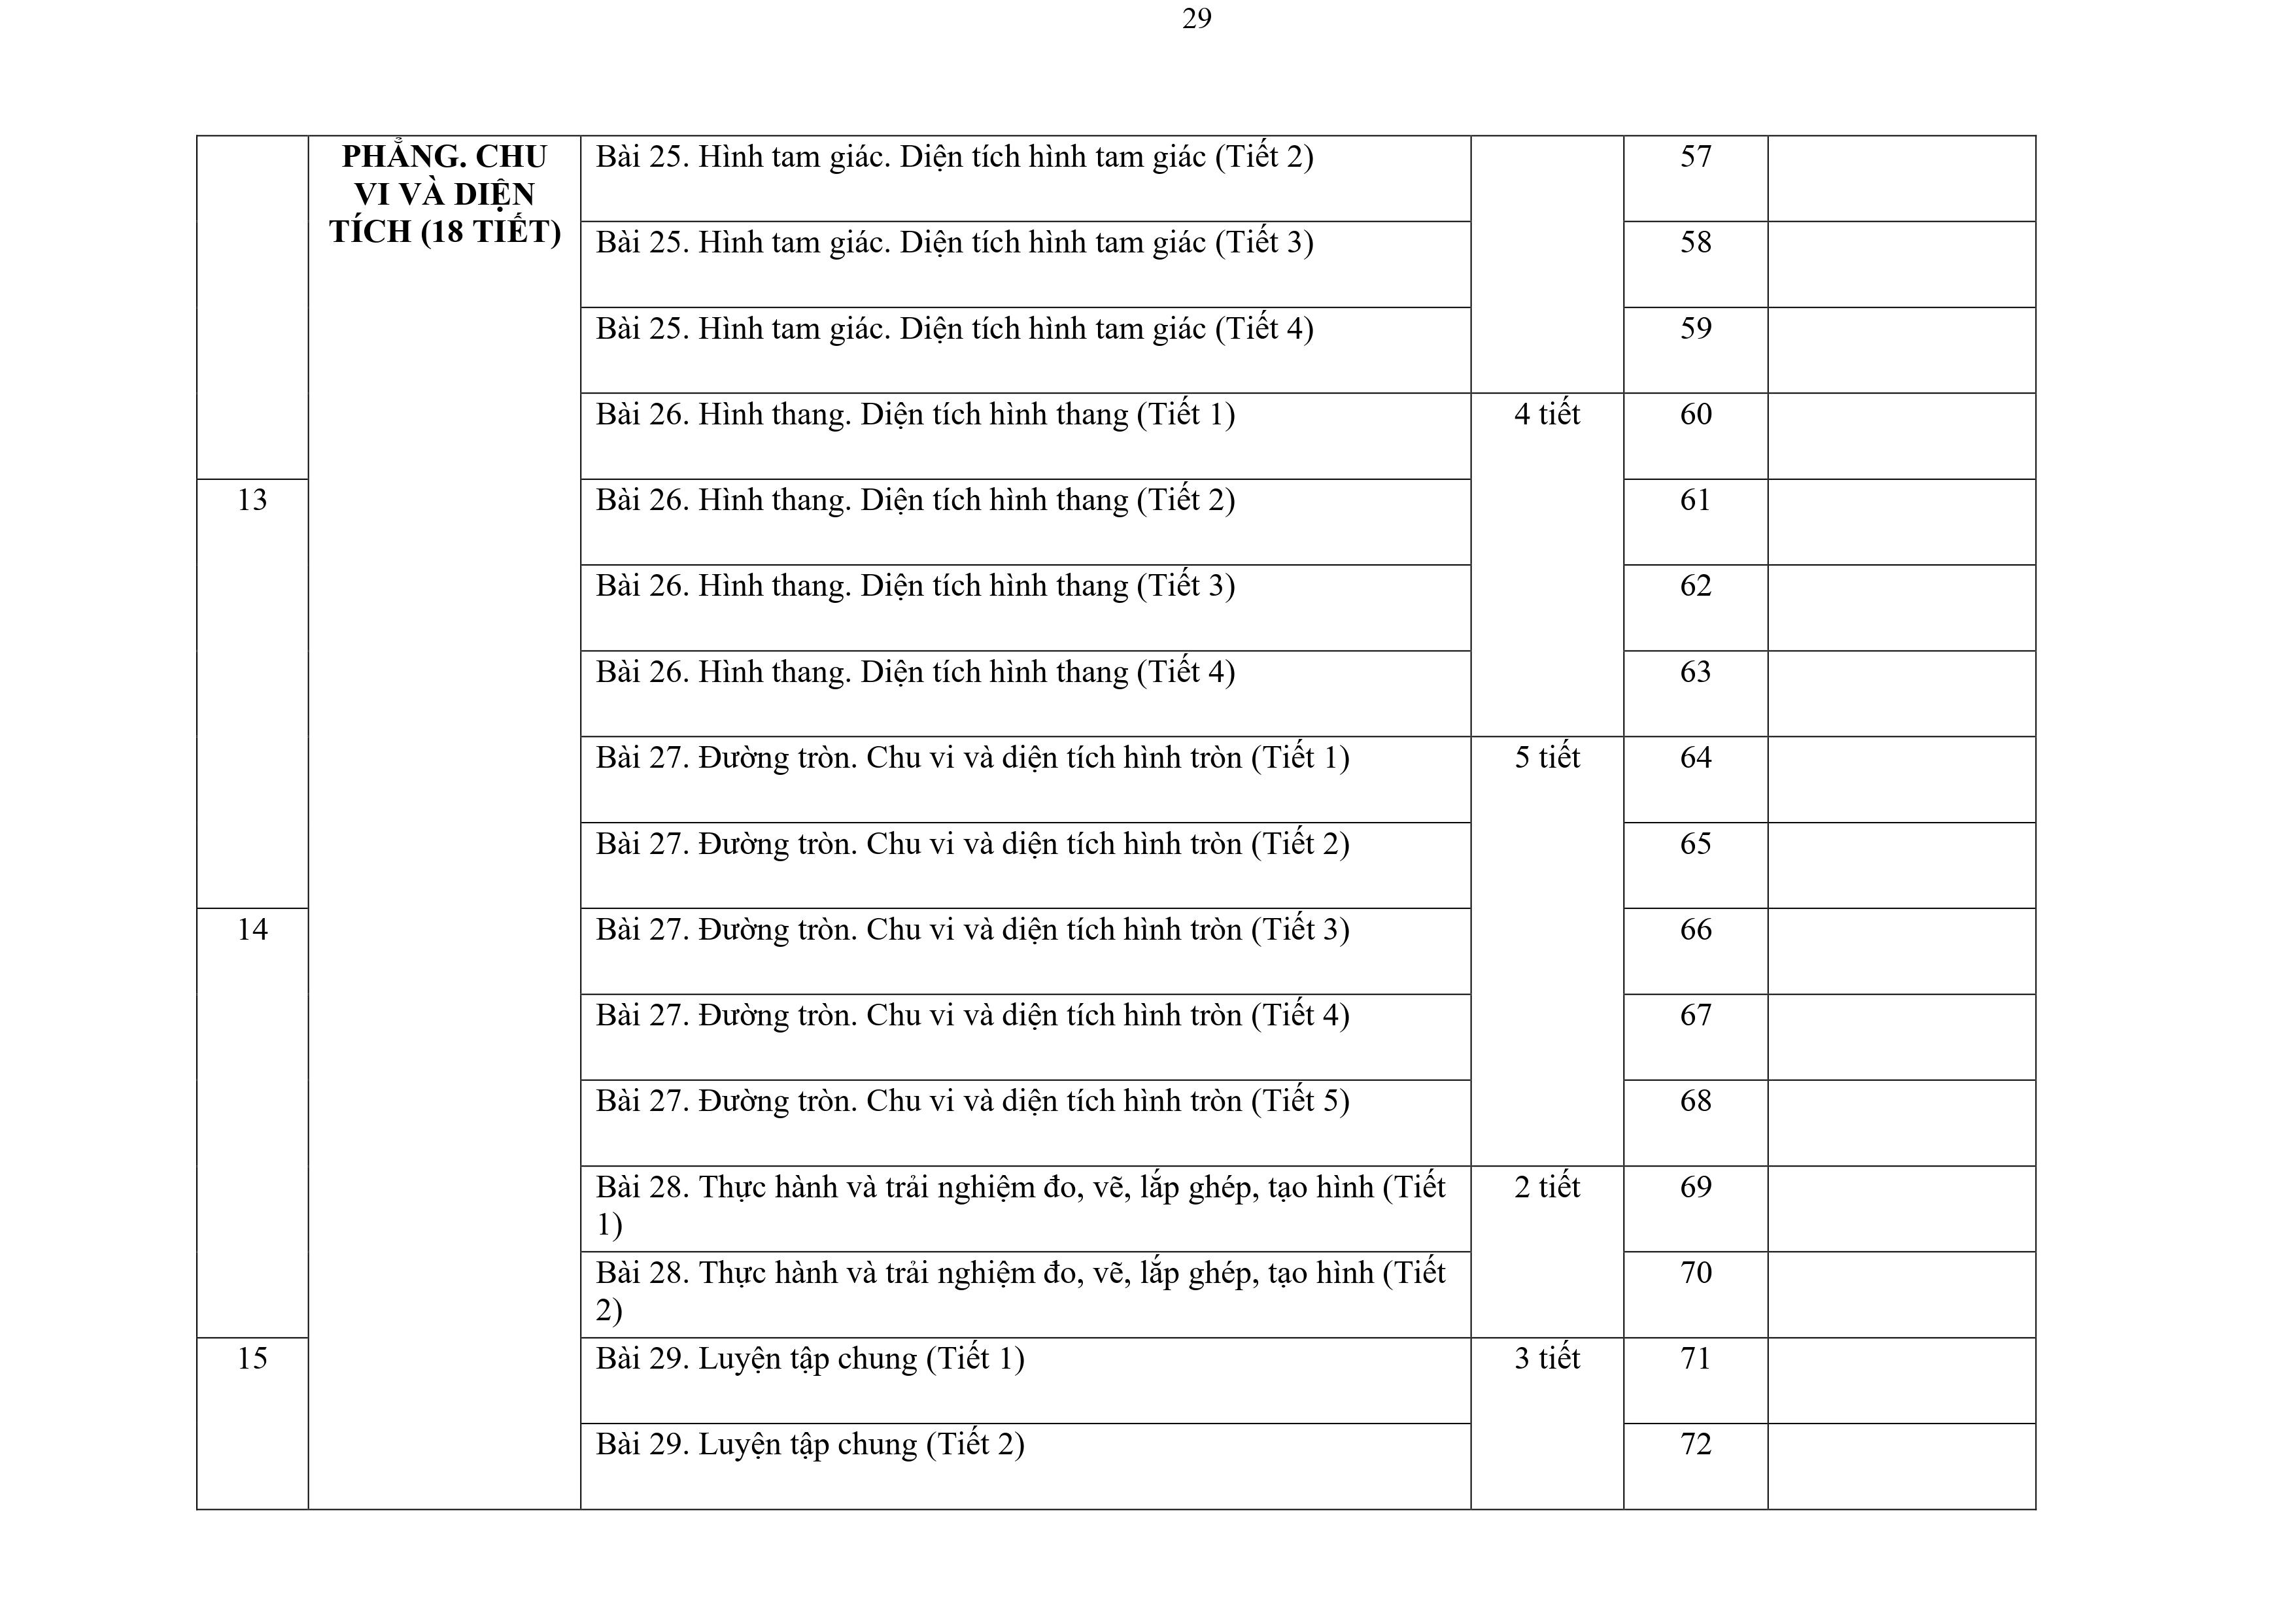 29
PHẲNG. CHU
VI VÀ DIỆN
TÍCH (18 TIẾT)
Bài 25. Hình tam giác. Diện tích hình tam giác (Tiết 2)
57
Bài 25. Hình tam giác. Diện tích hình tam giác (Tiết 3)
58
Bài 25. Hình tam giác. Diện tích hình tam giác (Tiết 4)
59
Bài 26. Hình thang. Diện tích hình thang (Tiết 1)
4 tiết
60
13
Bài 26. Hình thang. Diện tích hình thang (Tiết 2)
61
Bài 26. Hình thang. Diện tích hình thang (Tiết 3)
62
Bài 26. Hình thang. Diện tích hình thang (Tiết 4)
63
Bài 27. Đường tròn. Chu vi và diện tích hình tròn (Tiết 1)
5 tiết
64
Bài 27. Đường tròn. Chu vi và diện tích hình tròn (Tiết 2)
65
14
Bài 27. Đường tròn. Chu vi và diện tích hình tròn (Tiết 3)
66
Bài 27. Đường tròn. Chu vi và diện tích hình tròn (Tiết 4)
67
Bài 27. Đường tròn. Chu vi và diện tích hình tròn (Tiết 5)
68
Bài 28. Thực hành và trải nghiệm đo, vẽ, lắp ghép, tạo hình (Tiết
1)
2 tiết
69
Bài 28. Thực hành và trải nghiệm đo, vẽ, lắp ghép, tạo hình (Tiết
2)
70
15
Bài 29. Luyện tập chung (Tiết 1)
3 tiết
71
Bài 29. Luyện tập chung (Tiết 2)
72